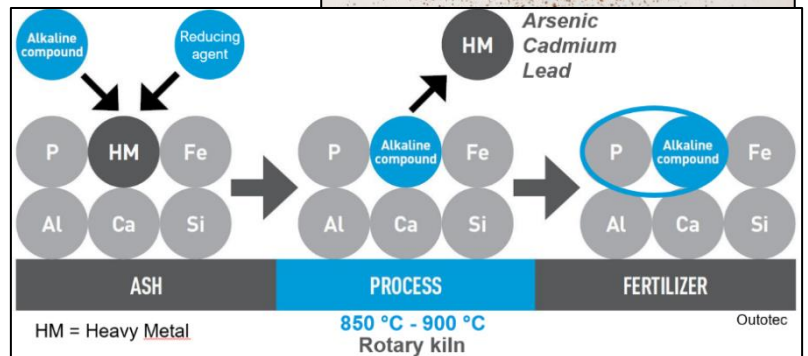 Alkaline
compound
Reducing
agent
HM
Arsenic
Cadmium
Lead
P
HM
Fe
Al
Ca
Si
P
Alkaline
compound
Fe
Al
Ca
Si
P
Alkaline
compound
Fe
Al
Ca
Si
ASH
PROCESS
FERTILIZER
HM = Heavy Metal
850 °C - 900 °C
Rotary kiln
Outotec